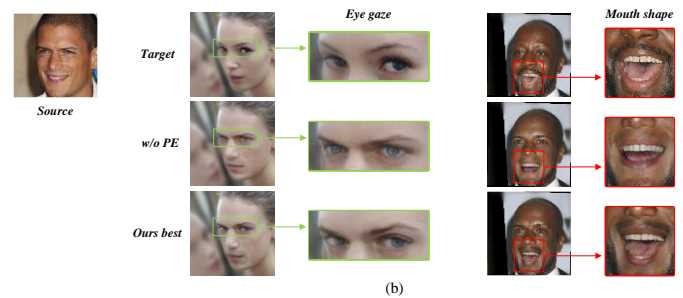 Eye gaze
Mouth shape
Target
Source
w/o PE
Ours best
(b)